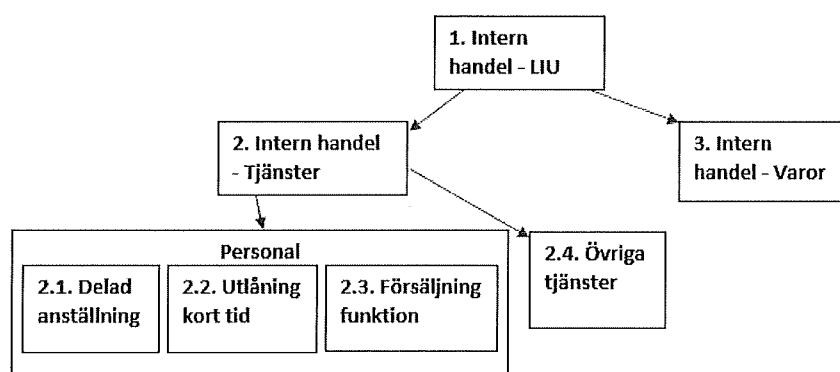 1. Intern
handel - LIU
2. Intern handel
- Tjänster
3. Intern
handel - Varor
Personal
2.1. Delad
anställning
2.2. Utlåning
kort tid
2.3. Försäljning
funktion
2.4. Övriga
tjänster